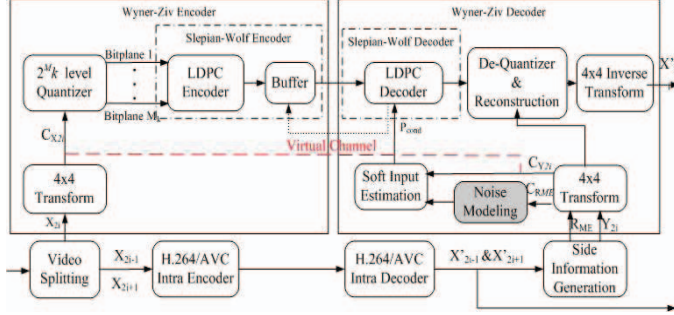 Wyner-Ziv Encoder
Wyner-Ziv Decoder
Slepian-Wolf Encoder
Slepian-Wolf Decoder
2^M k level
Quantizer
Bitplane 1
Bitplane M_k
LDPC
Encoder
Buffer
LDPC
Decoder
De-Quantizer
&
Reconstruction
4x4 Inverse
Transform
X'
P_cond
Virtual Channel
C_X2i
4x4
Transform
X_2i
Soft Input
Estimation
Noise
Modeling
C_Y2i
C_RME
4x4
Transform
R_ME
Y_2i
Video
Splitting
X_2i-1
X_2i+1
H.264/AVC
Intra Encoder
H.264/AVC
Intra Decoder
X'_2i-1 &X'_2i+1
Side
Information
Generation